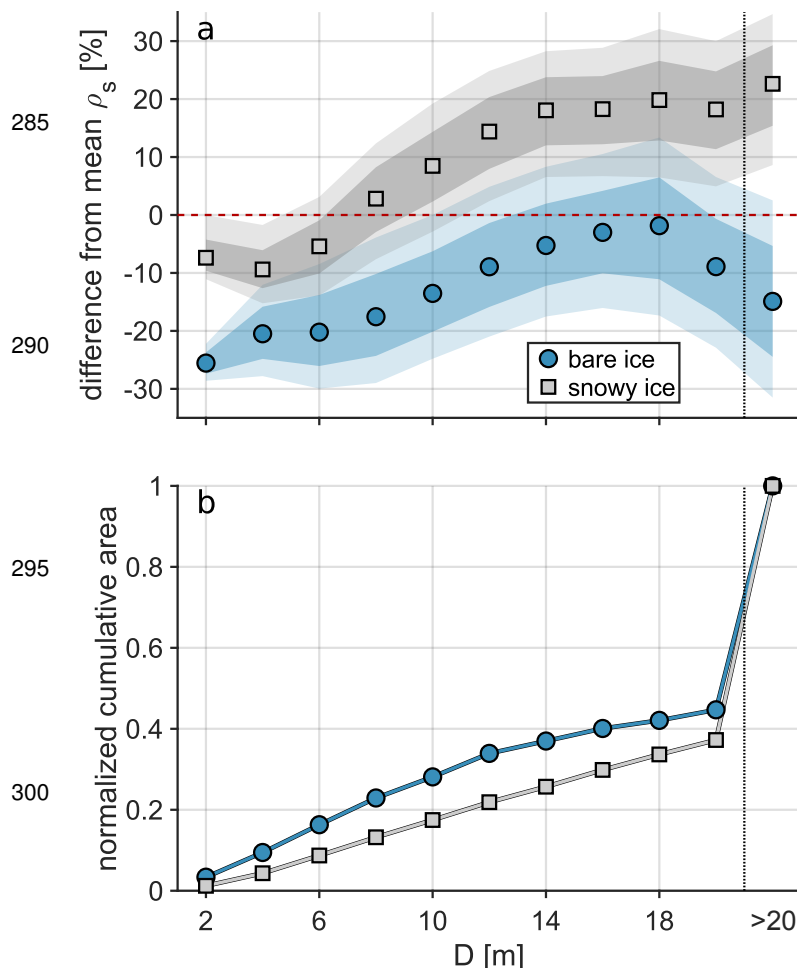 a
30
20
10
0
-10
-20
-30
difference from mean ρs [%]
bare ice
snowy ice
285
290
b
1
0.8
0.6
0.4
0.2
0
normalized cumulative area
295
300
2 6 10 14 18 >20
D [m]